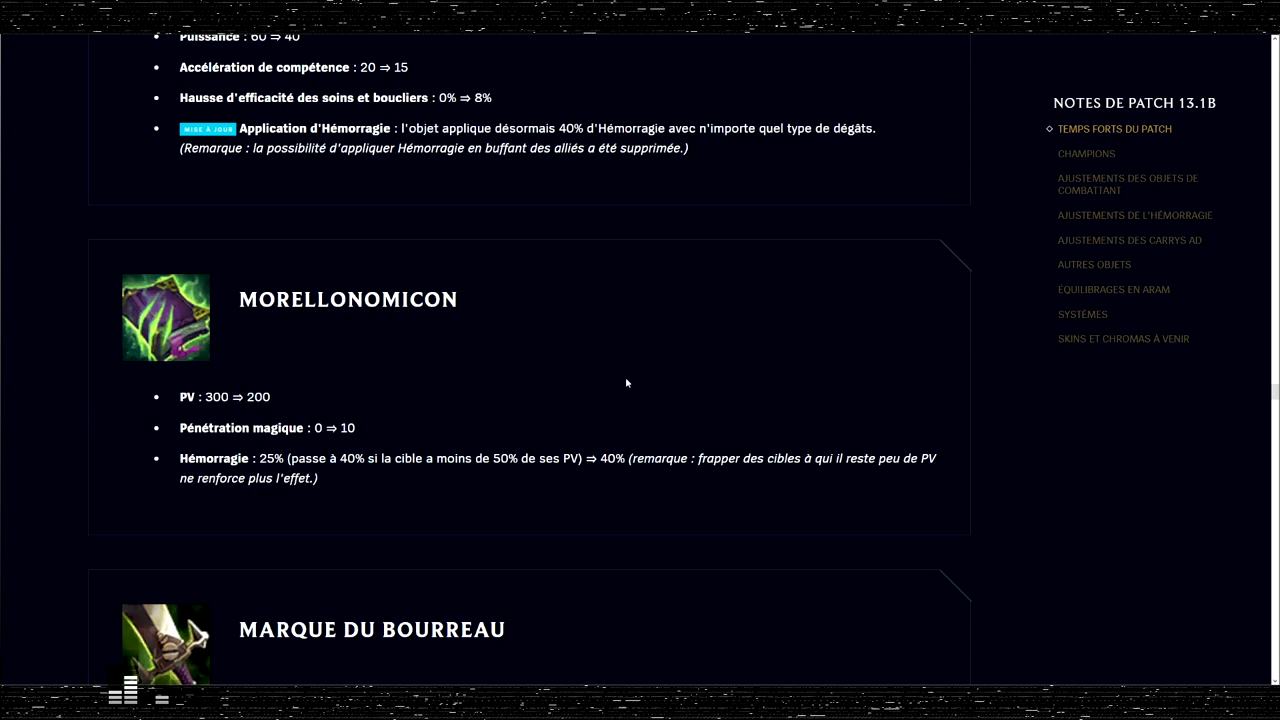 Puissance : 60 ⇒ 40
Accélération de compétence : 20 ⇒ 15
Hausse d'efficacité des soins et boucliers : 0% ⇒ 8%
MISE À JOUR Application d'Hémorragie : l'objet applique désormais 40% d'Hémorragie avec n'importe quel type de dégâts.
(Remarque : la possibilité d'appliquer Hémorragie en buffant des alliés a été supprimée.)
MORELLONOMICON
PV : 300 ⇒ 200
Pénétration magique : 0 ⇒ 10
Hémorragie : 25% (passe à 40% si la cible a moins de 50% de ses PV) ⇒ 40% (remarque : frapper des cibles à qui il reste peu de PV
ne renforce plus l'effet.)
MARQUE DU BOURREAU
NOTES DE PATCH 13.1B
TEMPS FORTS DU PATCH
CHAMPIONS
AJUSTEMENTS DES OBJETS DE
COMBATTANT
AJUSTEMENTS DE L'HÉMORRAGIE
AJUSTEMENTS DES CARRYS AD
AUTRES OBJETS
ÉQUILIBRAGES EN ARAM
SYSTÈMES
SKINS ET CHROMAS À VENIR